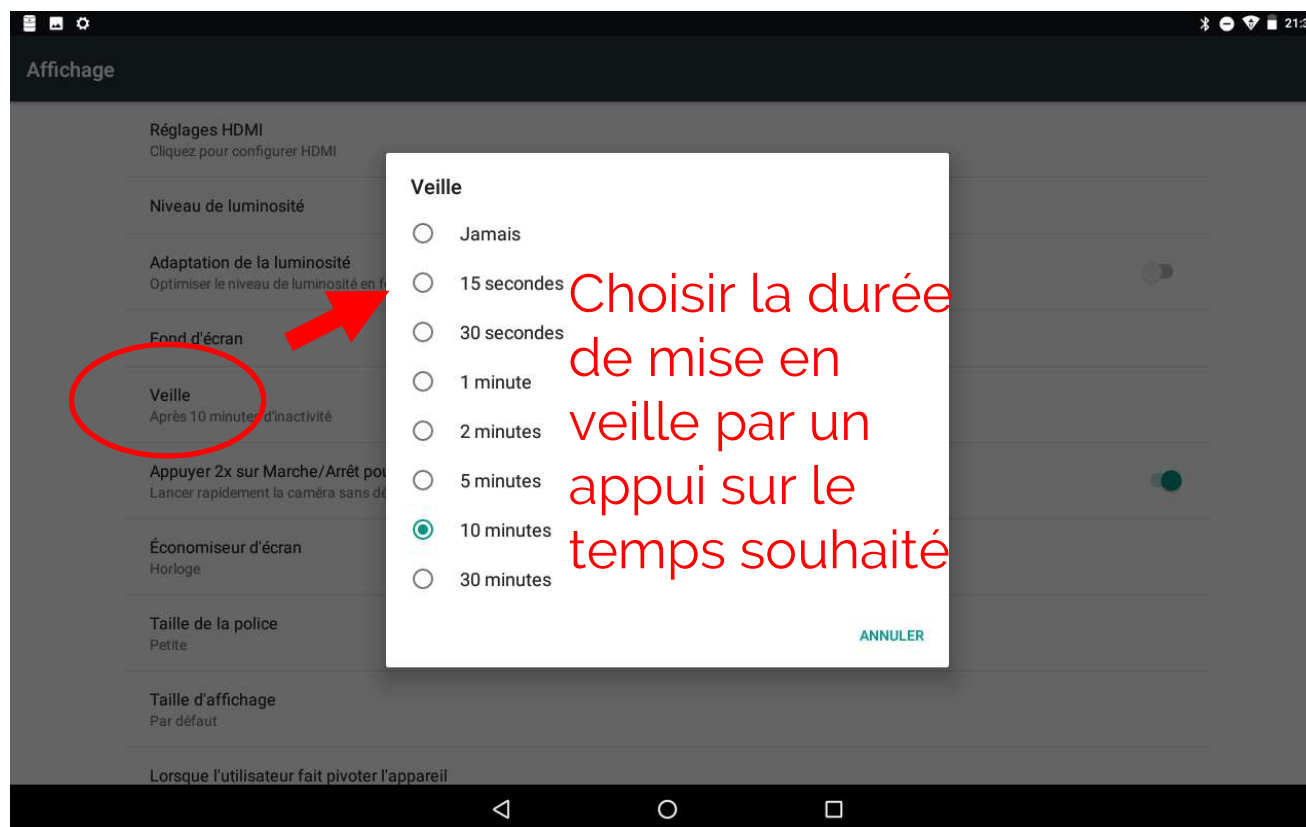 21:3
Affichage
Réglages HDMI
Cliquez pour configurer HDMI
Niveau de luminosité
Adaptation de la luminosité
Optimiser le niveau de luminosité en
Fond d'écran
Veille
Après 10 minutes d'inactivité
Appuyer 2x sur Marche/Arrêt
Lancer rapidement la caméra sans
Économiseur d'écran
Horloge
Taille de la police
Petite
Taille d'affichage
Par défaut
Lorsque l'utilisateur fait pivoter l'appareil
Veille
Jamais
15 secondes
30 secondes
1 minute
2 minutes
5 minutes
10 minutes
30 minutes
ANNULER
Choisir la durée
de mise en
veille par un
appui sur le
temps souhaité